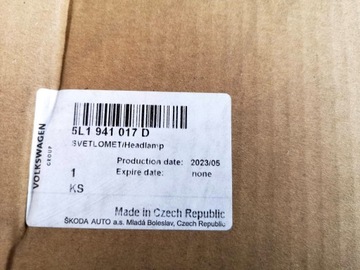 VOLKSWAGEN
GROUP
5L1 941 017 D
SVETLOMET/Headlamp
Production date: 2023/05
1 Expire date: none
KS
Made in Czech Republic
ŠKODA AUTO a.s. Mladá Boleslav, Czech Republic